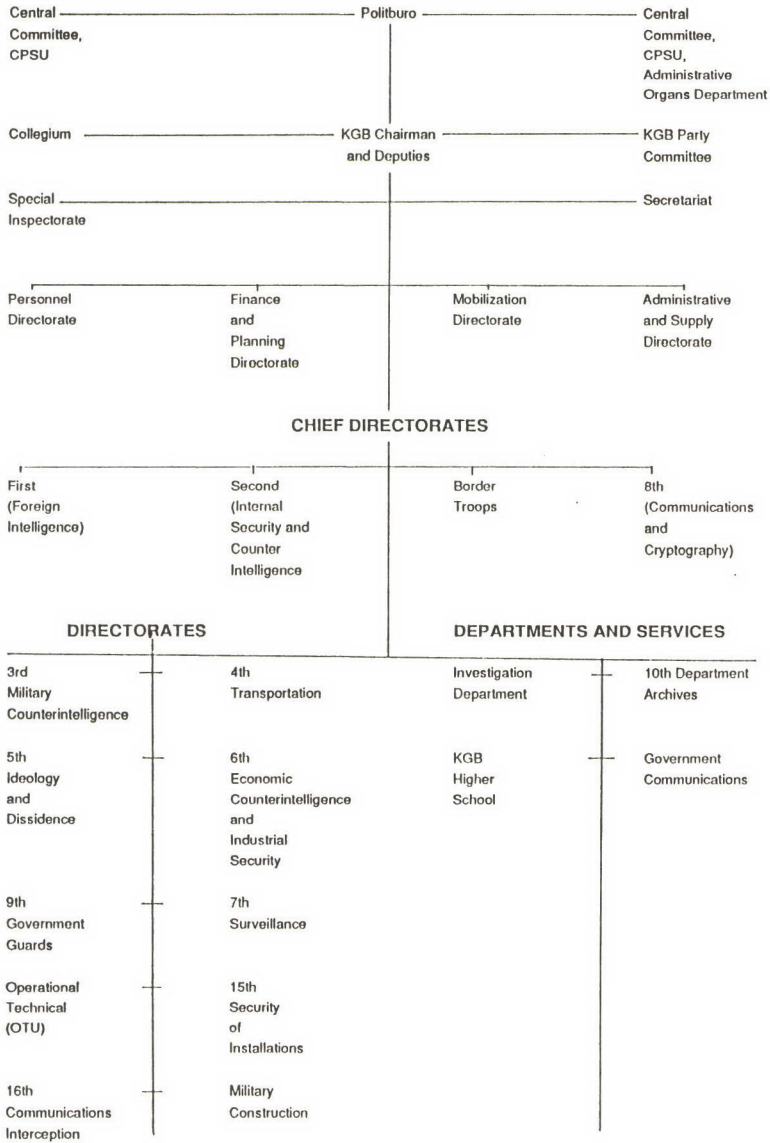 Central
Committee,
CPSU
Politburo
Central
Committee,
CPSU,
Administrative
Organs Department
Collegium
KGB Chairman
and Deputies
KGB Party
Committee
Special
Inspectorate
Secretariat
Personnel
Directorate
Finance
and
Planning
Directorate
Mobilization
Directorate
Administrative
and Supply
Directorate
CHIEF DIRECTORATES
First
(Foreign
Intelligence)
Second
(Internal
Security and
Counter
Intelligence
Border
Troops
8th
(Communications
and
Cryptography)
DIRECTORATES
3rd
Military
Counterintelligence
4th
Transportation
5th
Ideology
and
Dissidence
6th
Economic
Counterintelligence
and
Industrial
Security
9th
Government
Guards
7th
Surveillance
Operational
Technical
(OTU)
15th
Security
of
Installations
16th
Communications
Interception
Military
Construction
DEPARTMENTS AND SERVICES
Investigation
Department
10th Department
Archives
KGB
Higher
School
Government
Communications